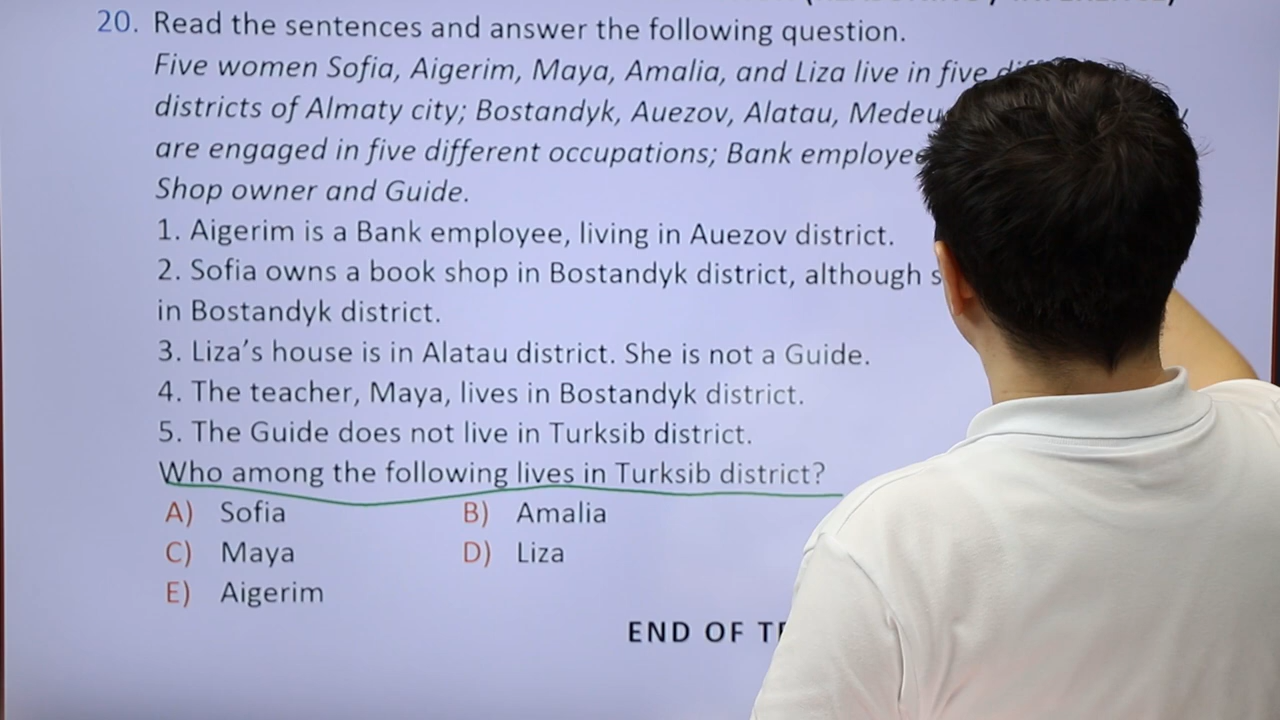 20. Read the sentences and answer the following question.
Five women Sofia, Aigerim, Maya, Amalia, and Liza live in five
districts of Almaty city; Bostandyk, Auezov, Alatau,
are engaged in five different occupations; Bank
Shop owner and Guide.
1. Aigerim is a Bank employee, living in Auezov district.
2. Sofia owns a book shop in Bostandyk district, although
in Bostandyk district.
3. Liza's house is in Alatau district. She is not a Guide.
4. The teacher, Maya, lives in Bostandyk district.
5. The Guide does not live in Turksib district.
Who among the following lives in Turksib district?
A) Sofia B) Amalia
C) Maya D) Liza
E) Aigerim
END OF